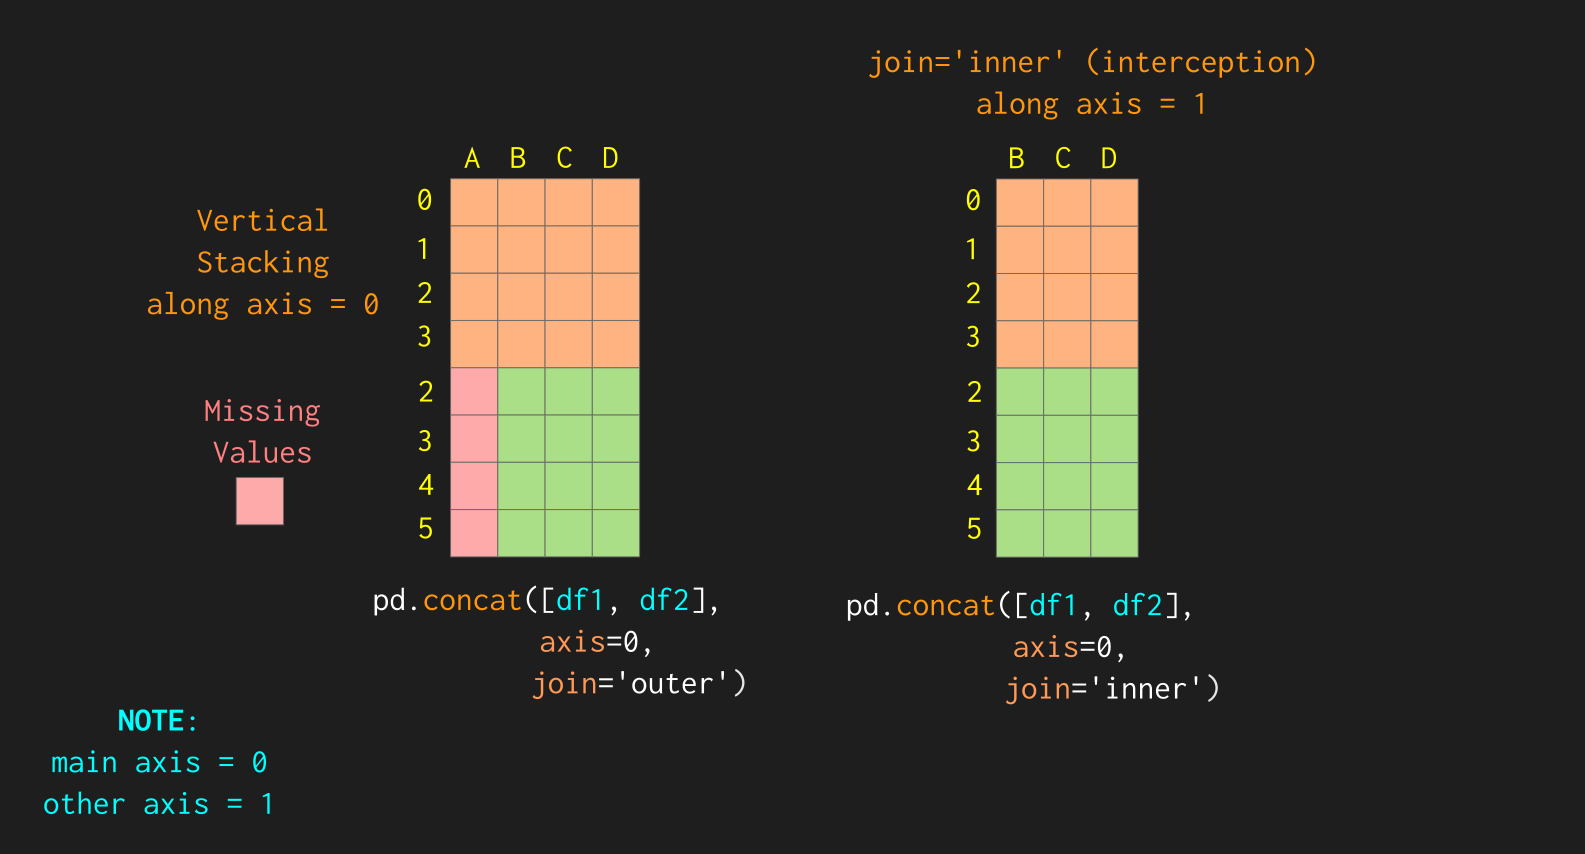 join='inner' (interception)
along axis = 1
A B C D
B C D
0
1
2
3
2
3
4
5
0
1
2
3
2
3
4
5
Vertical
Stacking
along axis = 0
Missing
Values
pd.concat([df1, df2],
axis=0,
join='outer')
pd.concat([df1, df2],
axis=0,
join='inner')
NOTE:
main axis = 0
other axis = 1